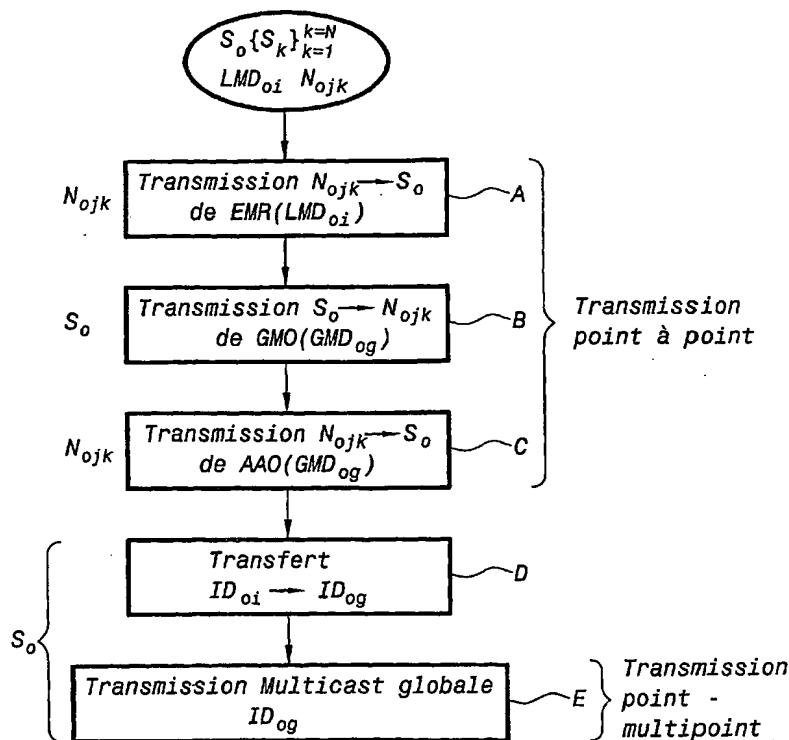 S_o{S_k}_{k=1}^{k=N}
LMD_oi N_ojk
N_ojk
Transmission N_ojk → S_o
de EMR(LMD_oi)
A
S_o
Transmission S_o → N_ojk
de GMO(GMD_og)
B
Transmission
point à point
N_ojk
Transmission N_ojk → S_o
de AAO(GMD_og)
C
S_o
Transfert
ID_oi → ID_og
D
Transmission Multicast globale
ID_og
E
Transmission
point -
multipoint